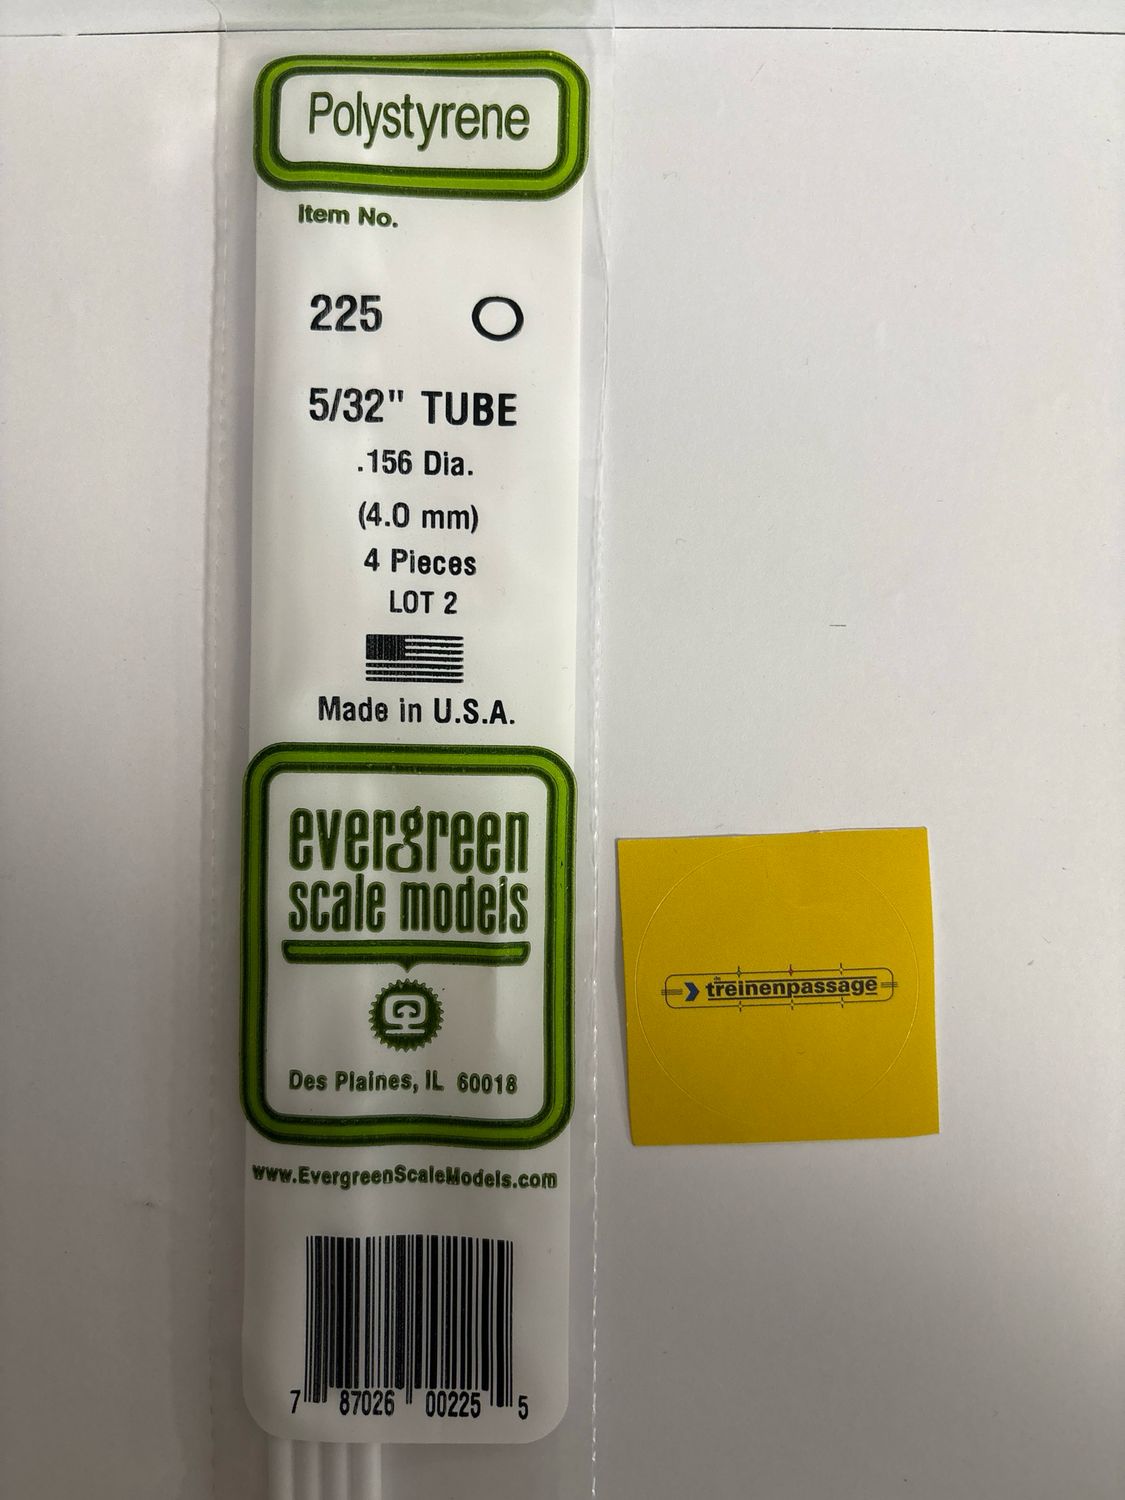 Polystyrene
Item No.
225
5/32" TUBE
.156 Dia.
(4.0 mm)
4 Pieces
LOT 2
Made in U.S.A.
evergreen
scale models
Des Plaines, IL 60018
www.EvergreenScaleModels.com
7 87026 00225 5
de
treinenpassage